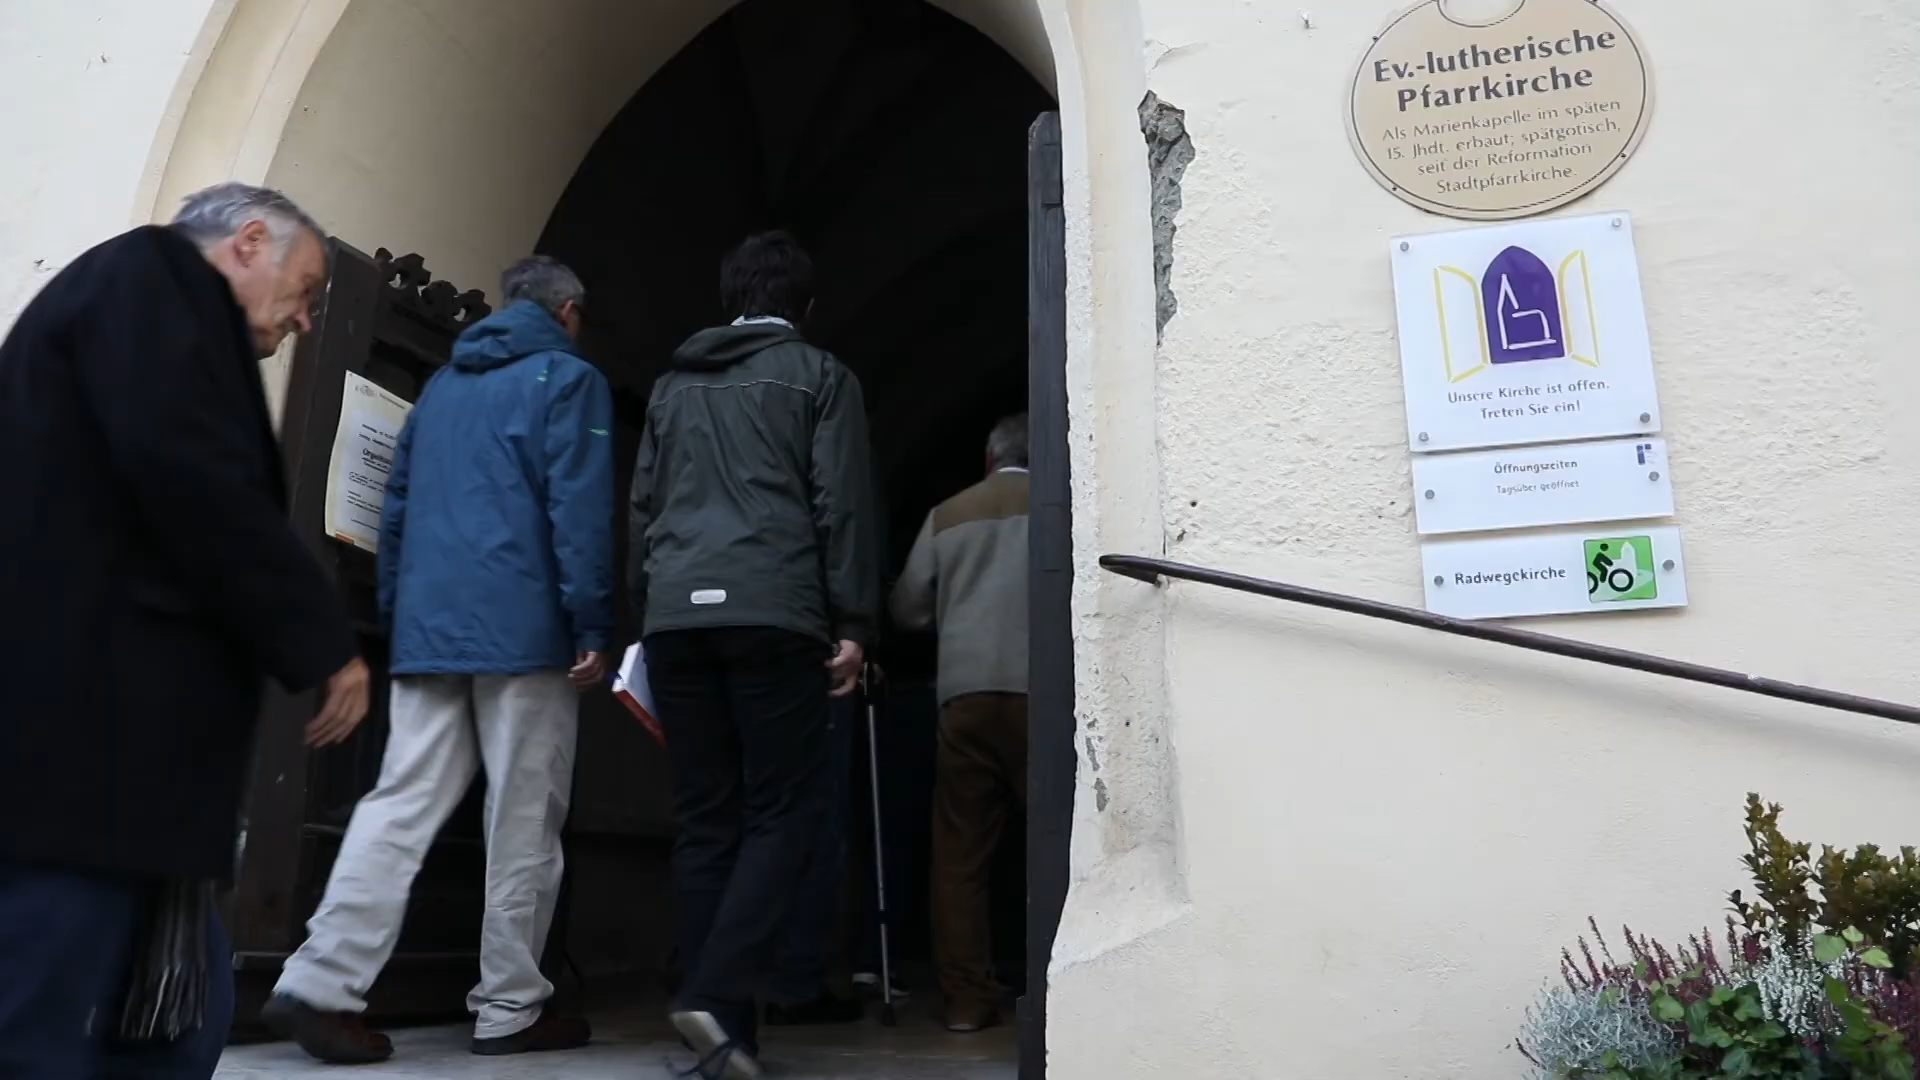 Ev.-lutherische
Pfarrkirche
Als Marienkapelle im späten
15. Jhdt. erbaut; spätgotisch,
seit der Reformation
Stadtpfarrkirche.
Unsere Kirche ist offen.
Treten Sie ein!
Öffnungszeiten
Tagsüber geöffnet
Radwegekirche